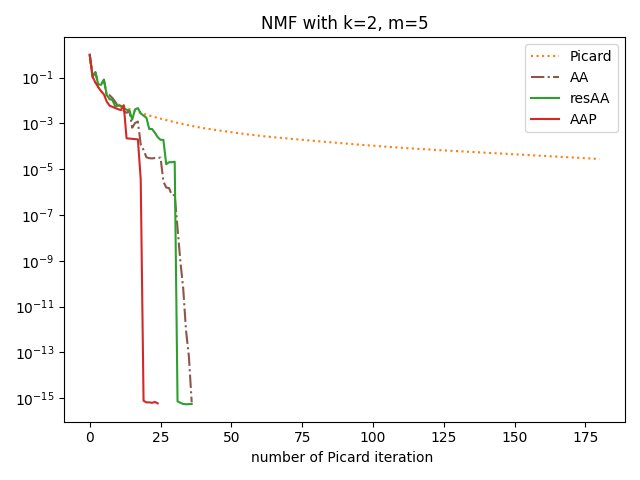 NMF with k=2, m=5
Picard
AA
resAA
AAP
10⁻¹
10⁻³
10⁻⁵
10⁻⁷
10⁻⁹
10⁻¹¹
10⁻¹³
10⁻¹⁵
0 25 50 75 100 125 150 175
number of Picard iteration